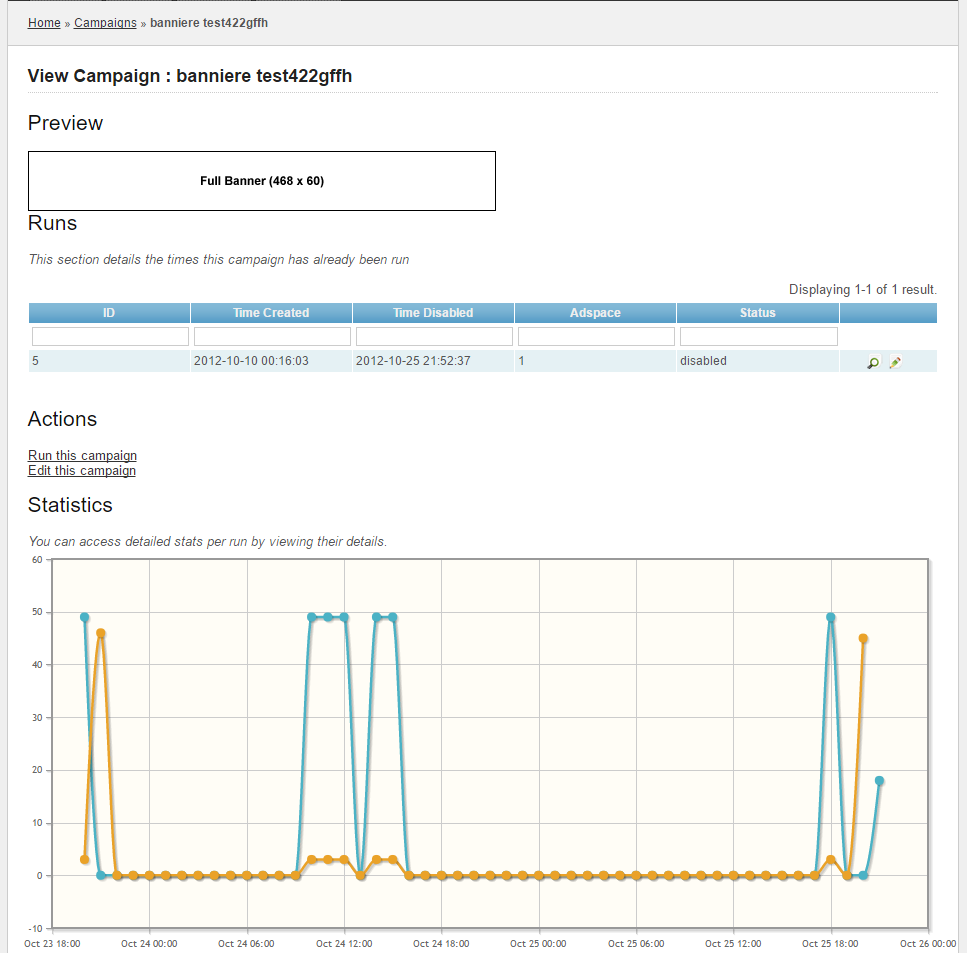 Home » Campaigns » banniere test422gffh
View Campaign : banniere test422gffh
Preview
Full Banner (468 x 60)
Runs
This section details the times this campaign has already been run
Displaying 1-1 of 1 result.
ID Time Created Time Disabled Adspace Status
5 2012-10-10 00:16:03 2012-10-25 21:52:37 1 disabled
Actions
Run this campaign
Edit this campaign
Statistics
You can access detailed stats per run by viewing their details.
60
50
40
30
20
10
0
-10
Oct 23 18:00 Oct 24 00:00 Oct 24 06:00 Oct 24 12:00 Oct 24 18:00 Oct 25 00:00 Oct 25 06:00 Oct 25 12:00 Oct 25 18:00 Oct 26 00:00